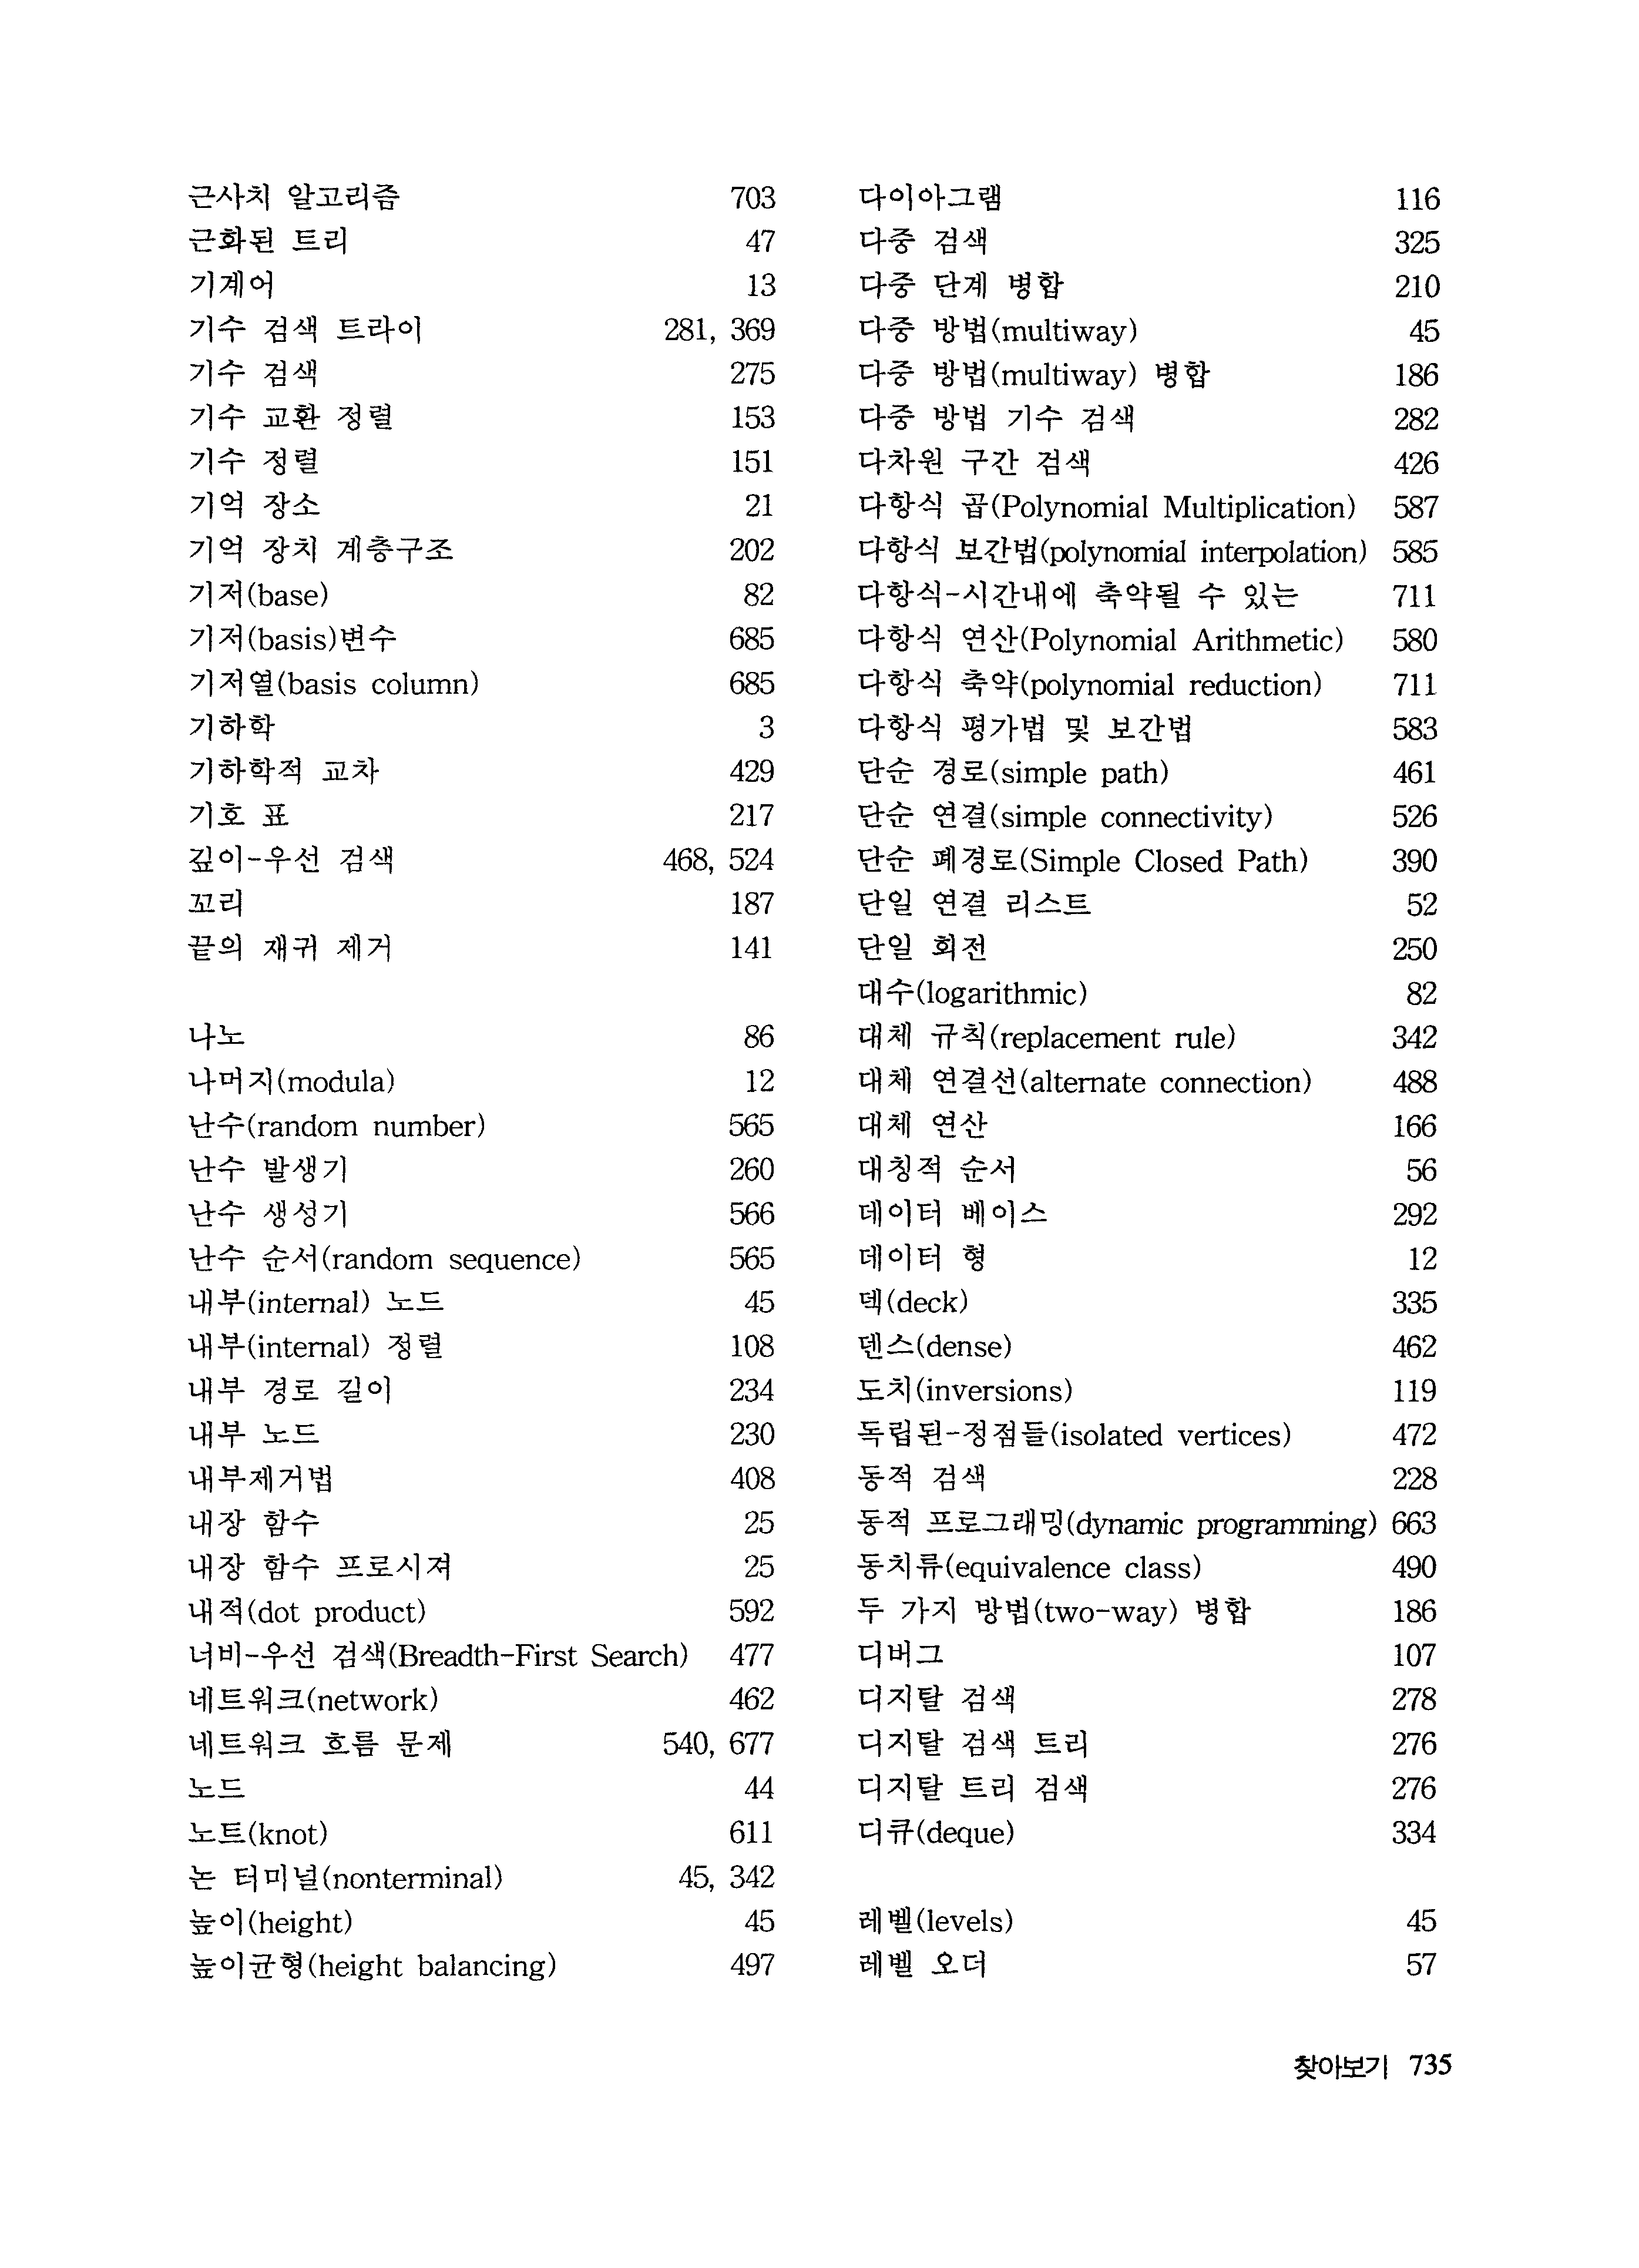 근사치 알고리즘 703
근화된 트리 47
기계어 13
기수 검색 트라이 281, 369
기수 검색 275
기수 교환 정렬 153
기수 정렬 151
기억 장소 21
기억 장치 계층구조 202
기저(base) 82
기저(basis)변수 685
기저열(basis column) 685
기하학 3
기하학적 교차 429
기호 표 217
깊이-우선 검색 468, 524
꼬리 187
끝의 재귀 제거 141
나노 86
나머지(modula) 12
난수(random number) 565
난수 발생기 260
난수 생성기 566
난수 순서(random sequence) 565
내부(internal) 노드 45
내부(internal) 정렬 108
내부 경로 길이 234
내부 노드 230
내부제거법 408
내장 함수 25
내장 함수 프로시져 25
내적(dot product) 592
너비-우선 검색(Breadth-First Search) 477
네트워크(network) 462
네트워크 흐름 문제 540, 677
노드 44
노트(knot) 611
논 터미널(nonterminal) 45, 342
높이(height) 45
높이균형(height balancing) 497
다이아그램 116
다중 검색 325
다중 단계 병합 210
다중 방법(multiway) 45
다중 방법(multiway) 병합 186
다중 방법 기수 검색 282
다차원 구간 검색 426
다항식 곱(Polynomial Multiplication) 587
다항식 보간법(polynomial interpolation) 585
다항식-시간내에 축약될 수 있는 711
다항식 연산(Polynomial Arithmetic) 580
다항식 축약(polynomial reduction) 711
다항식 평가법 및 보간법 583
단순 경로(simple path) 461
단순 연결(simple connectivity) 526
단순 폐경로(Simple Closed Path) 390
단일 연결 리스트 52
단일 회전 250
대수(logarithmic) 82
대체 규칙(replacement rule) 342
대체 연결선(alternate connection) 488
대체 연산 166
대칭적 순서 56
데이터 베이스 292
데이터 형 12
덱(deck) 335
덴스(dense) 462
도치(inversions) 119
독립된-정점들(isolated vertices) 472
동적 검색 228
동적 프로그래밍(dynamic programming) 663
동치류(equivalence class) 490
두 가지 방법(two-way) 병합 186
디버그 107
디지탈 검색 278
디지탈 검색 트리 276
디지탈 트리 검색 276
디큐(deque) 334
레벨(levels) 45
레벨 오더 57
찾아보기 735